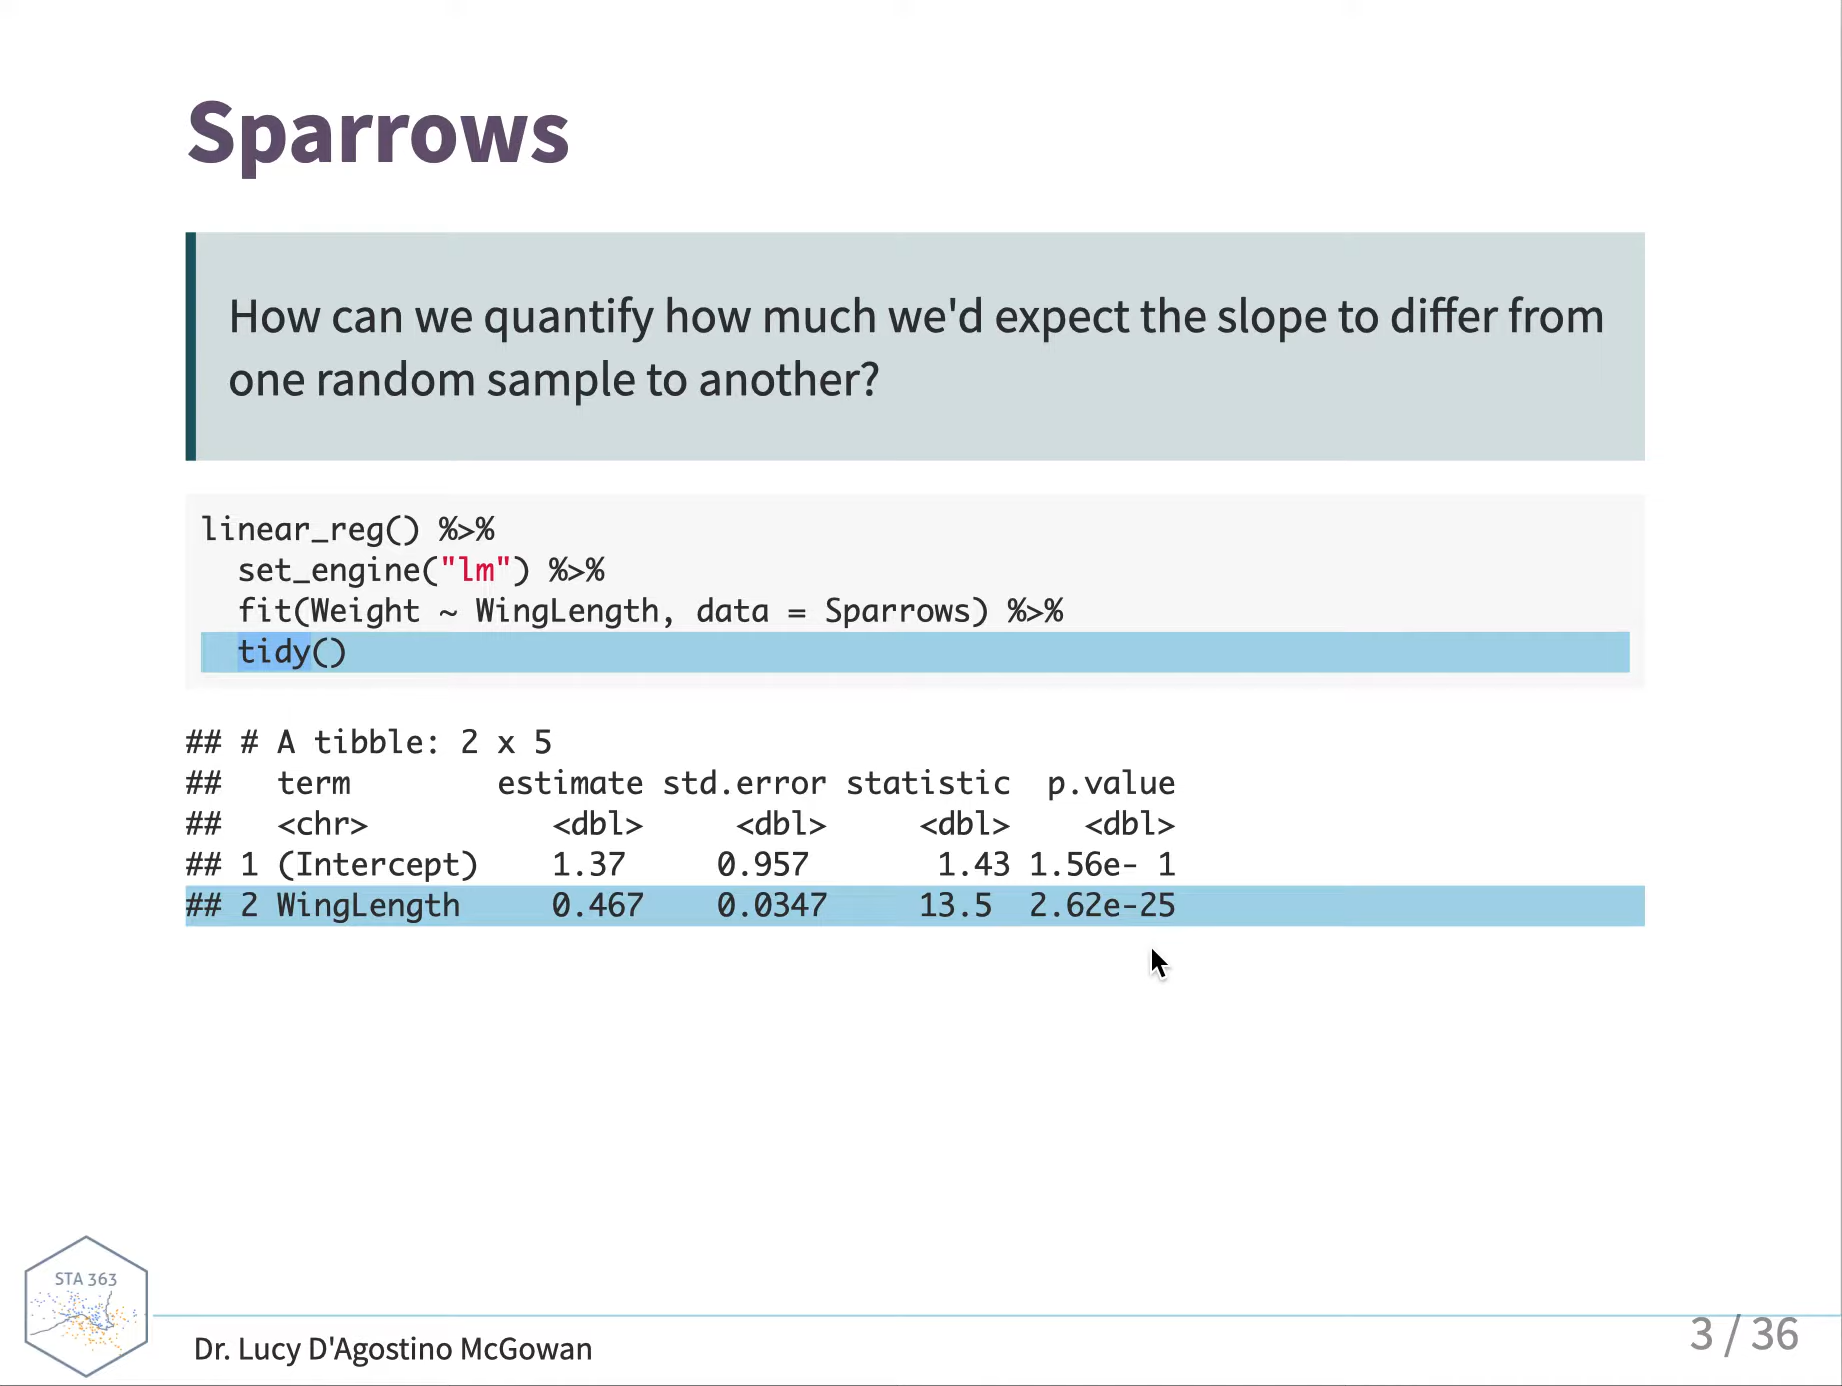 Sparrows
How can we quantify how much we'd expect the slope to differ from
one random sample to another?
linear_reg() %>%
  set_engine("lm") %>%
  fit(Weight ~ WingLength, data = Sparrows) %>%
  tidy()
## # A tibble: 2 x 5
##   term        estimate std.error statistic  p.value
##   <chr>          <dbl>     <dbl>     <dbl>    <dbl>
## 1 (Intercept)    1.37     0.957       1.43 1.56e- 1
## 2 WingLength     0.467    0.0347     13.5  2.62e-25
STA 363
Dr. Lucy D'Agostino McGowan
3 / 36